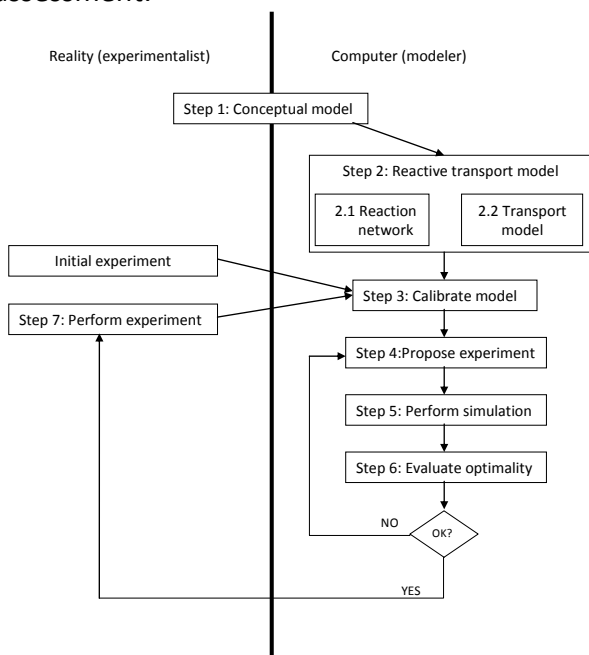 assessment.
Reality (experimentalist)
Computer (modeler)
Step 1: Conceptual model
Step 2: Reactive transport model
2.1 Reaction
network
2.2 Transport
model
Initial experiment
Step 3: Calibrate model
Step 7: Perform experiment
Step 4:Propose experiment
Step 5: Perform simulation
Step 6: Evaluate optimality
NO
OK?
YES